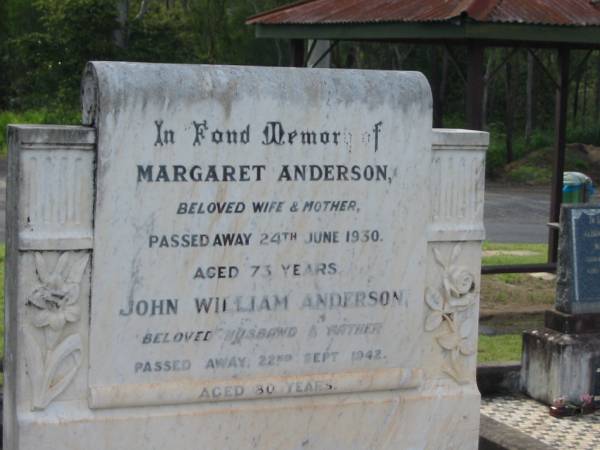 In Fond Memory of
MARGARET ANDERSON,
BELOVED WIFE & MOTHER,
PASSED AWAY 24TH JUNE 1930.
AGED 73 YEARS.
JOHN WILLIAM ANDERSON,
BELOVED HUSBAND & FATHER
PASSED AWAY, 22ND SEPT 1942.
AGED 80 YEARS.